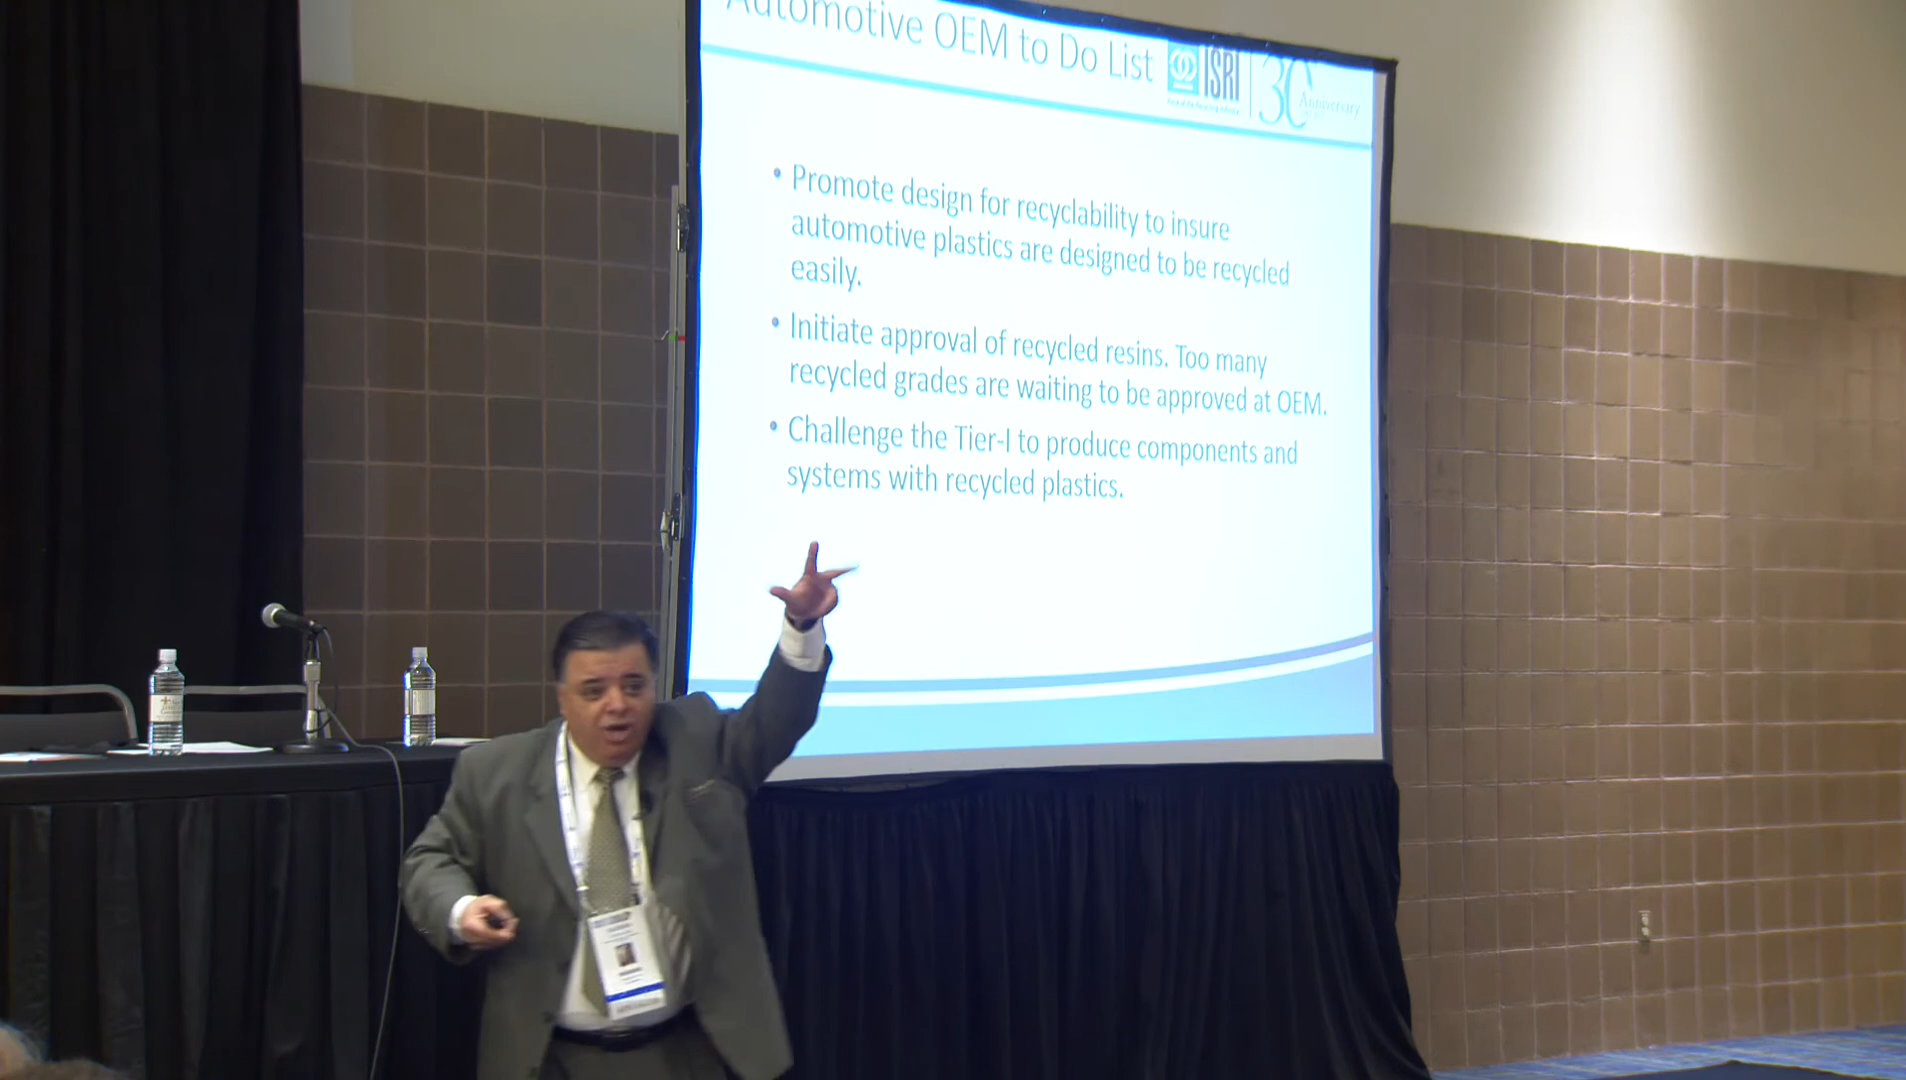 Automotive OEM to Do List
ISRI
30
Anniversary
• Promote design for recyclability to insure
automotive plastics are designed to be recycled
easily.
• Initiate approval of recycled resins. Too many
recycled grades are waiting to be approved at OEM.
• Challenge the Tier-I to produce components and
systems with recycled plastics.